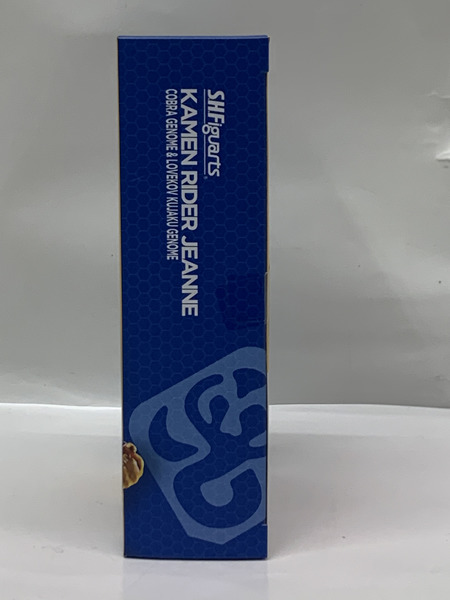 S.H.Figuarts
KAMEN RIDER JEANNE
COBRA GENOME & LOVEKOV KUJAKU GENOME